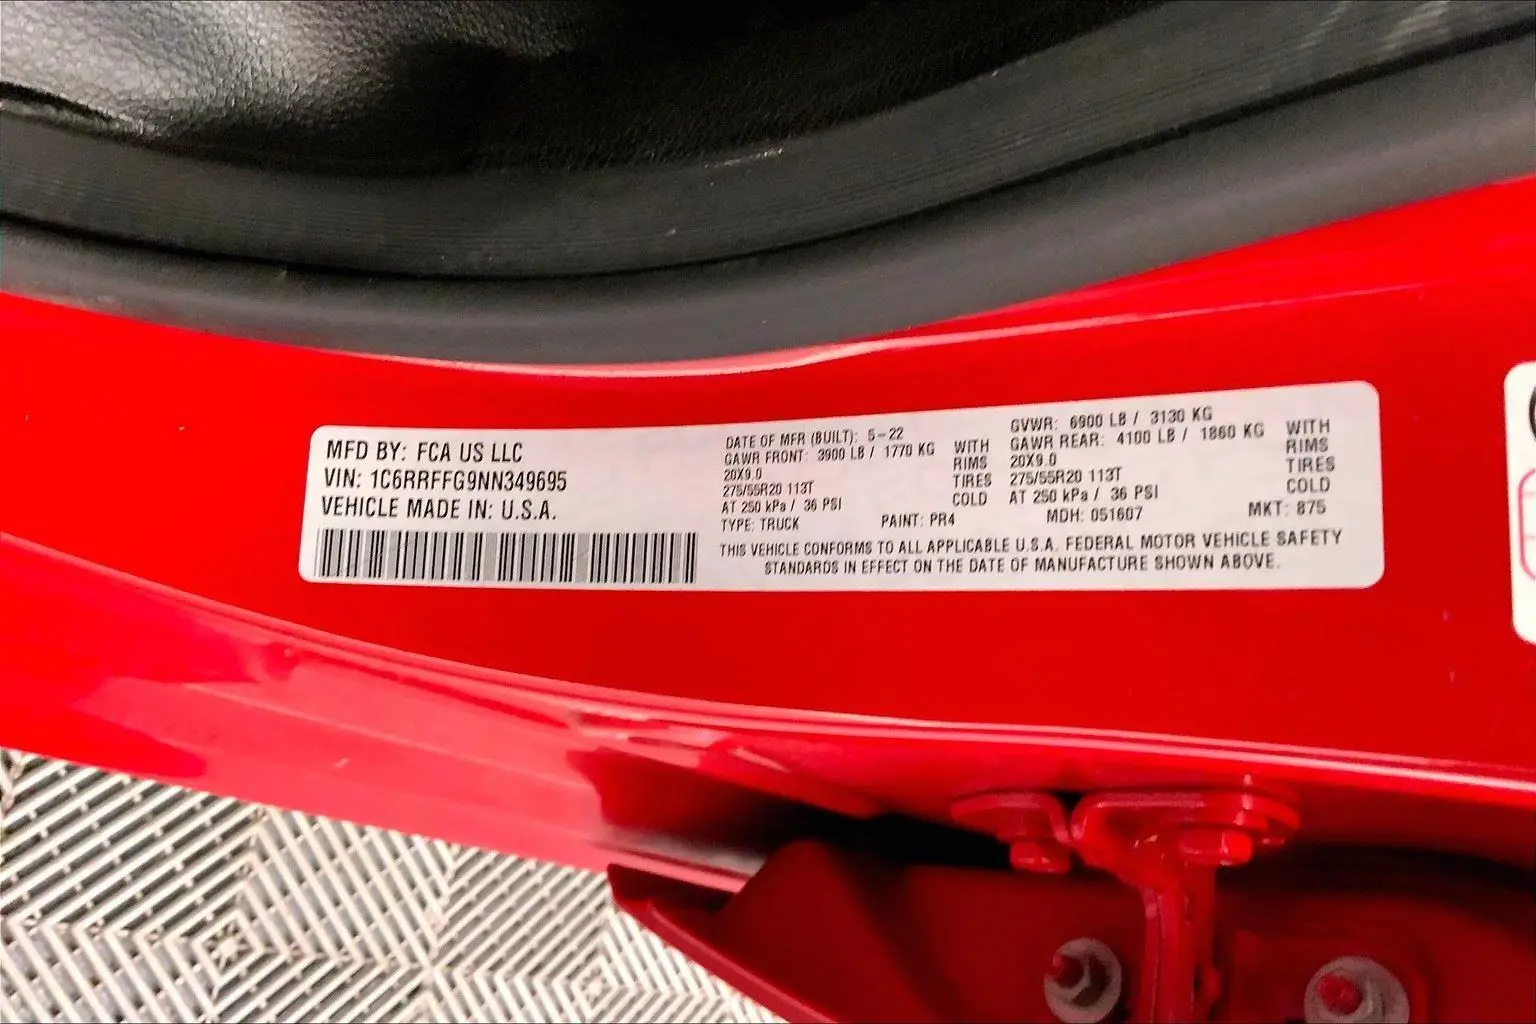 MFD BY: FCA US LLC
VIN: 1C6RRFFG9NN349695
VEHICLE MADE IN: U.S.A.
DATE OF MFR (BUILT): 5-22
GAWR FRONT: 3900 LB / 1770 KG WITH
20X9.0 RIMS
275/55R20 113T TIRES
AT 250 kPa / 36 PSI COLD
TYPE: TRUCK PAINT: PR4
GVWR: 6900 LB / 3130 KG
GAWR REAR: 4100 LB / 1860 KG WITH
20X9.0 RIMS
275/55R20 113T TIRES
AT 250 kPa / 36 PSI COLD
MDH: 051607 MKT: 875
THIS VEHICLE CONFORMS TO ALL APPLICABLE U.S.A. FEDERAL MOTOR VEHICLE SAFETY
STANDARDS IN EFFECT ON THE DATE OF MANUFACTURE SHOWN ABOVE.